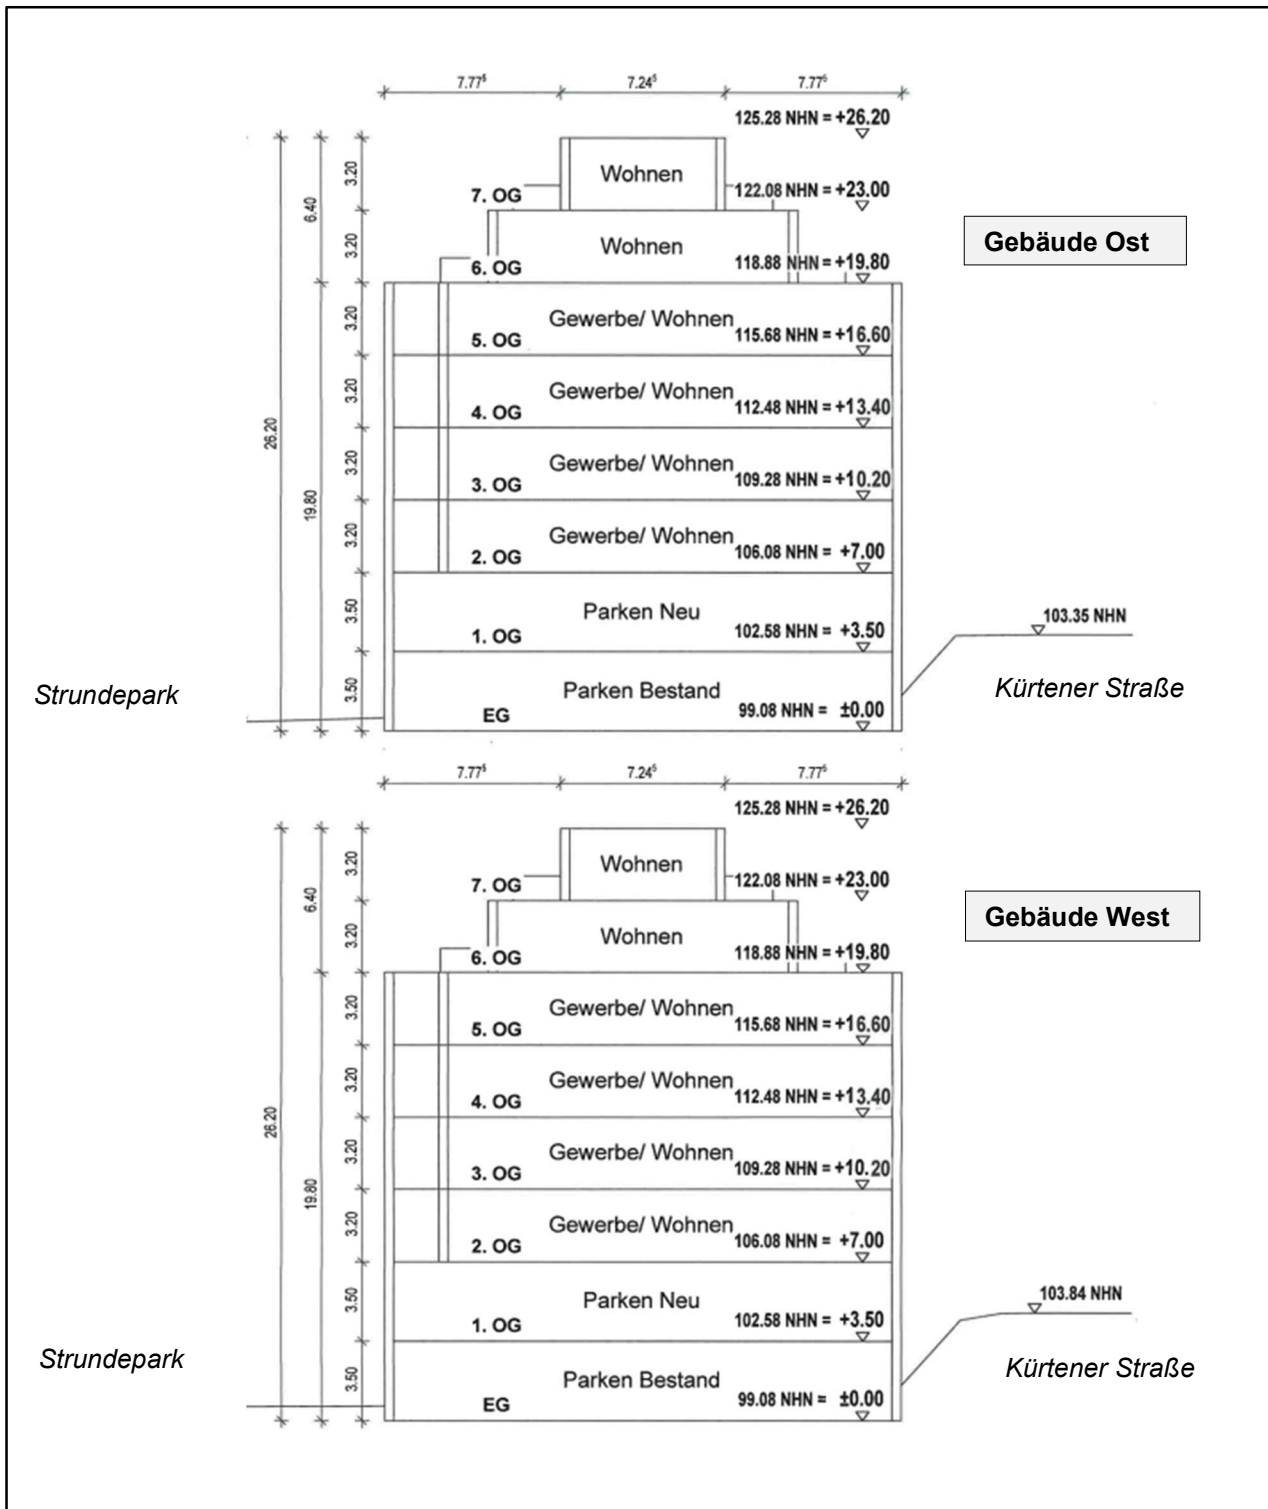 7.77⁵ 7.24⁵ 7.77⁵
125.28 NHN = +26.20
3.20 Wohnen
7. OG 122.08 NHN = +23.00
6.40
3.20 Wohnen
Gebäude Ost
6. OG 118.88 NHN = +19.80
3.20 Gewerbe/ Wohnen
5. OG 115.68 NHN = +16.60
3.20 Gewerbe/ Wohnen
4. OG 112.48 NHN = +13.40
26.20
3.20 Gewerbe/ Wohnen
3. OG 109.28 NHN = +10.20
19.80
3.20 Gewerbe/ Wohnen
2. OG 106.08 NHN = +7.00
3.50 Parken Neu
103.35 NHN
1. OG 102.58 NHN = +3.50
Strundepark
3.50 Parken Bestand
Kürtener Straße
EG 99.08 NHN = ±0.00
7.77⁵ 7.24⁵ 7.77⁵
125.28 NHN = +26.20
3.20 Wohnen
7. OG 122.08 NHN = +23.00
6.40
Gebäude West
3.20 Wohnen
6. OG 118.88 NHN = +19.80
3.20 Gewerbe/ Wohnen
5. OG 115.68 NHN = +16.60
3.20 Gewerbe/ Wohnen
4. OG 112.48 NHN = +13.40
26.20
3.20 Gewerbe/ Wohnen
3. OG 109.28 NHN = +10.20
19.80
3.20 Gewerbe/ Wohnen
2. OG 106.08 NHN = +7.00
103.84 NHN
3.50 Parken Neu
1. OG 102.58 NHN = +3.50
Strundepark
Kürtener Straße
3.50 Parken Bestand
EG 99.08 NHN = ±0.00